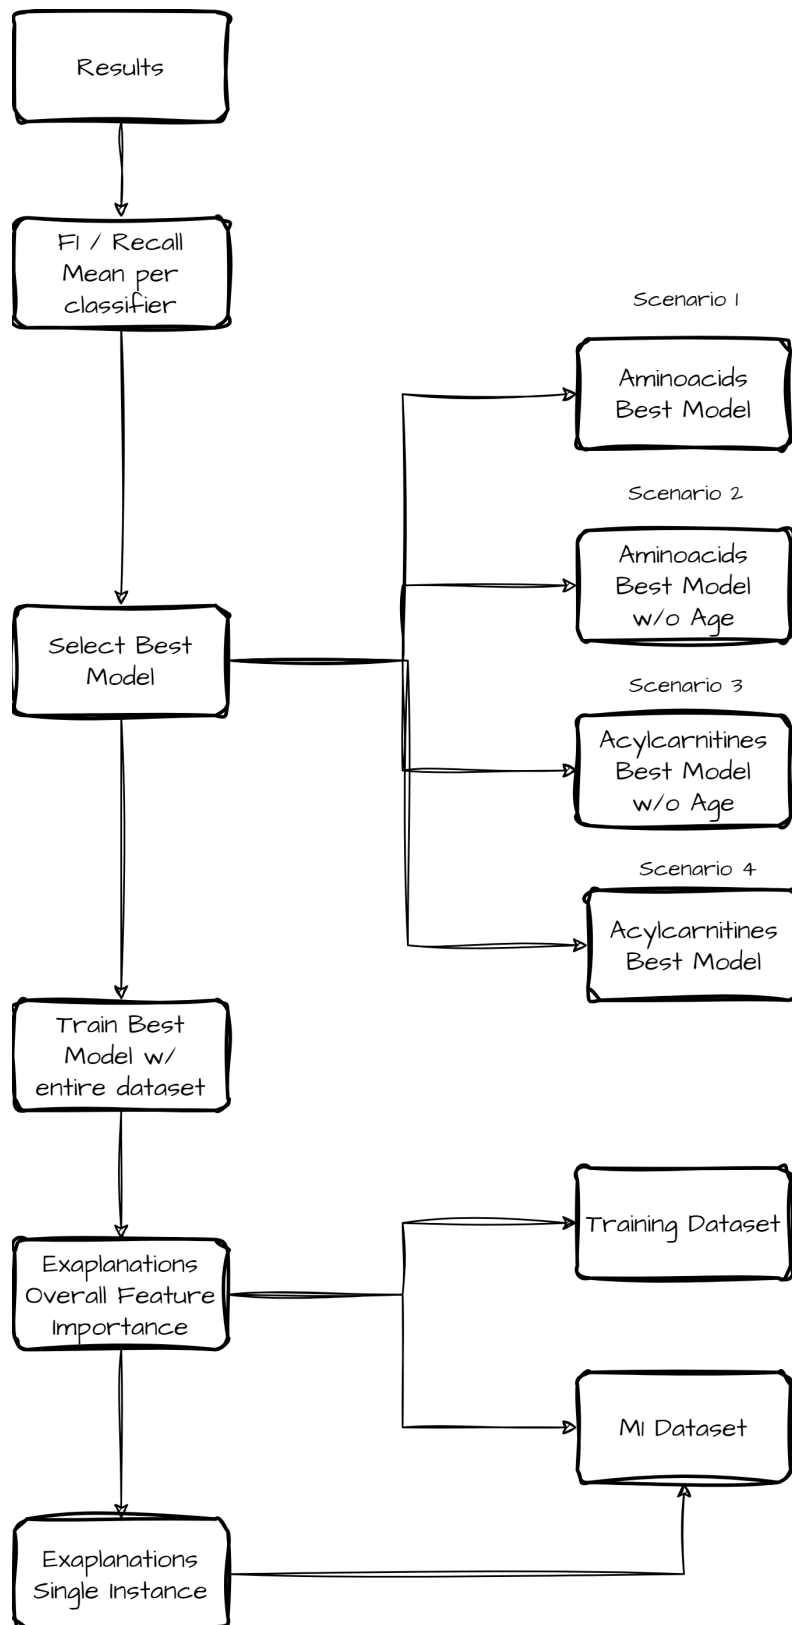 Results
F1 / Recall
Mean per
classifier
Scenario 1
Aminoacids
Best Model
Scenario 2
Aminoacids
Best Model
w/o Age
Select Best
Model
Scenario 3
Acylcarnitines
Best Model
w/o Age
Scenario 4
Acylcarnitines
Best Model
Train Best
Model w/
entire dataset
Training Dataset
Exaplanations
Overall Feature
Importance
MI Dataset
Exaplanations
Single Instance